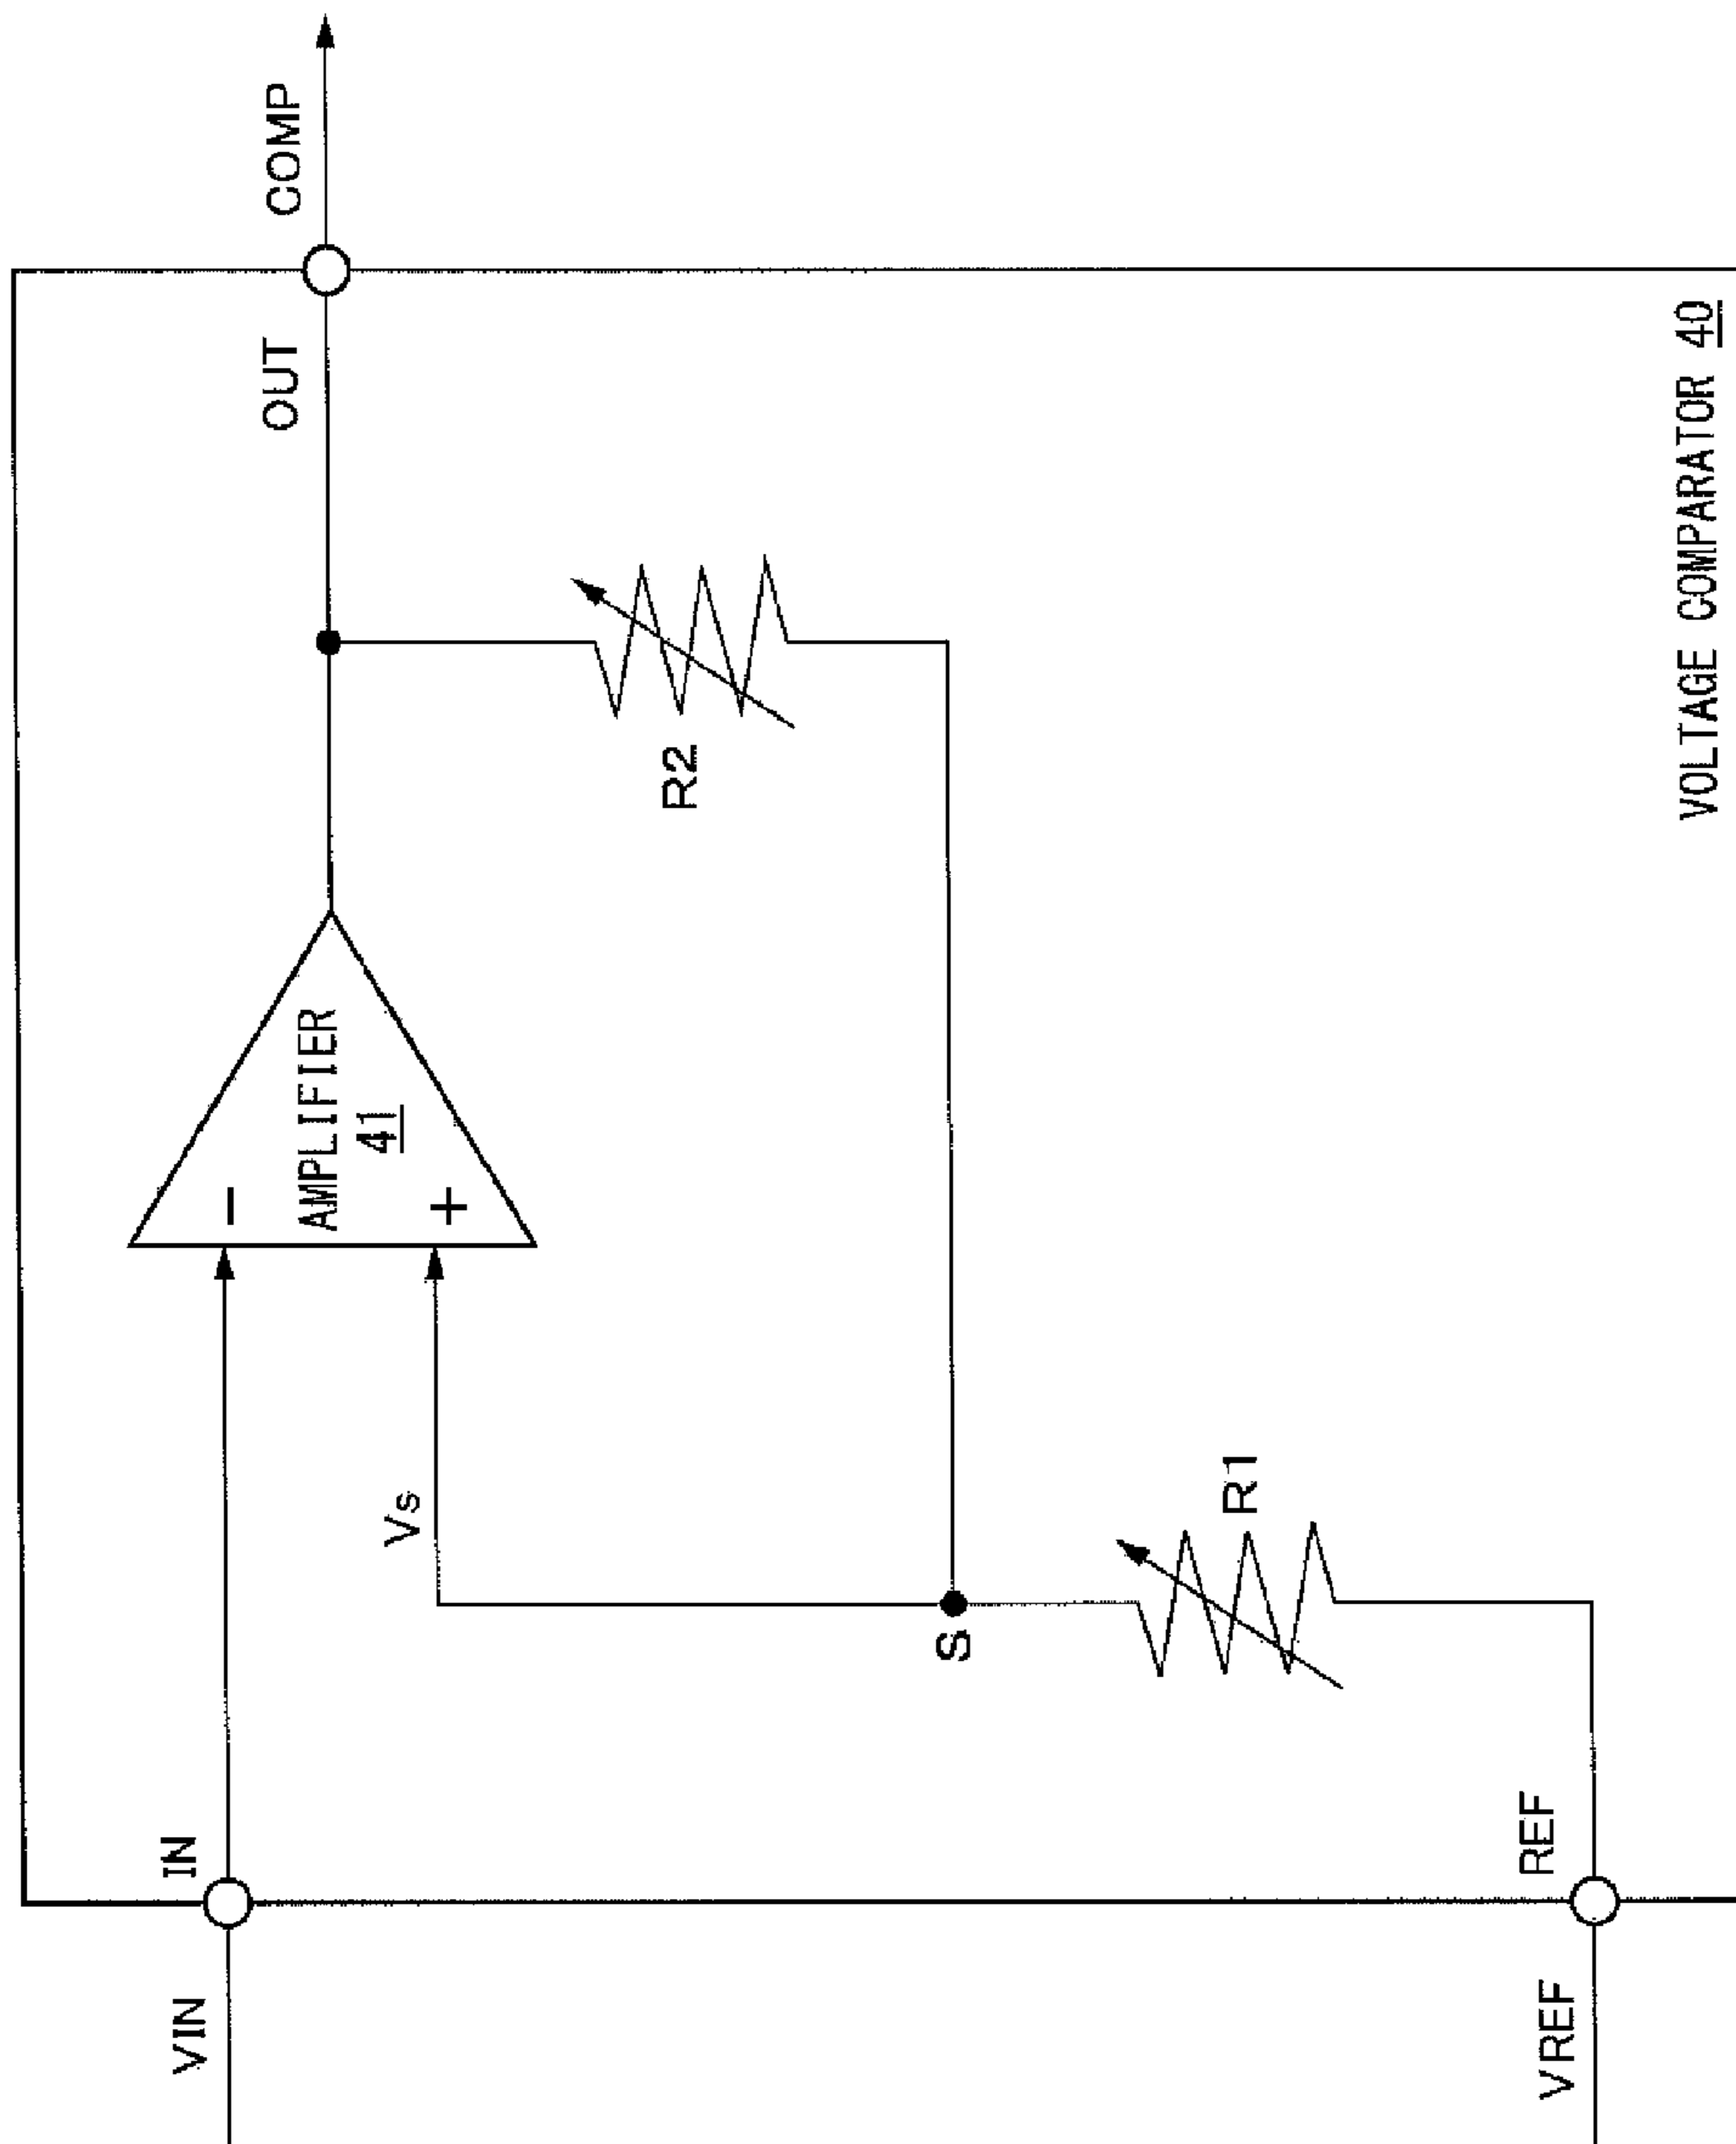 VIN
IN
AMPLIFIER
41
−
+
Vs
OUT
COMP
R2
S
R1
VREF
REF
VOLTAGE COMPARATOR 40